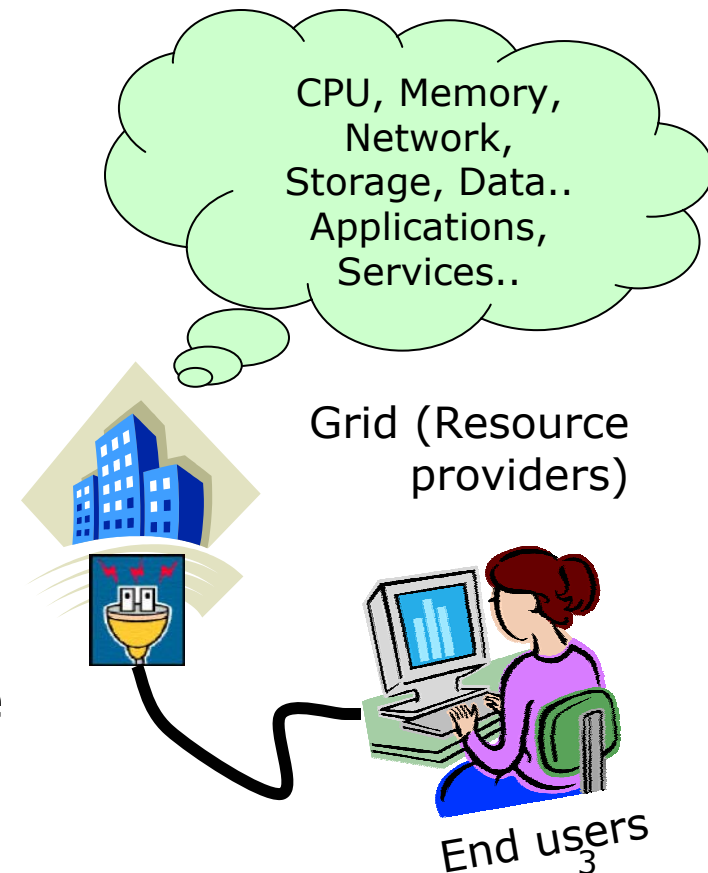 CPU, Memory,
Network,
Storage, Data..
Applications,
Services..
Grid (Resource
providers)
e
End users
3